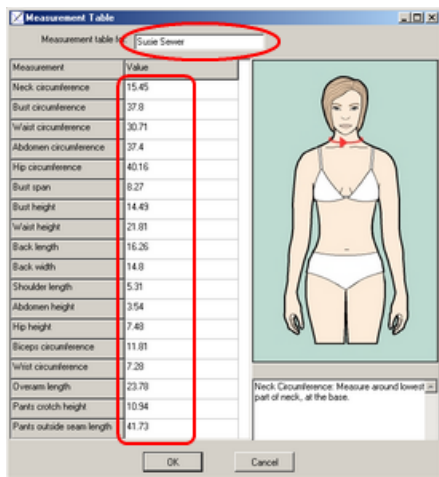 Measurement Table
Measurement table for Susie Sewer
Measurement Value
Neck circumference 15.45
Bust circumference 37.8
Waist circumference 30.71
Abdomen circumference 37.4
Hip circumference 40.16
Bust span 8.27
Bust height 14.49
Waist height 21.81
Back length 16.26
Back width 14.8
Shoulder length 5.31
Abdomen height 3.54
Hip height 7.48
Biceps circumference 11.81
Wrist circumference 7.28
Overarm length 23.78
Pants crotch height 10.94
Pants outside seam length 41.73
Neck Circumference: Measure around lowest
part of neck, at the base.
OK Cancel